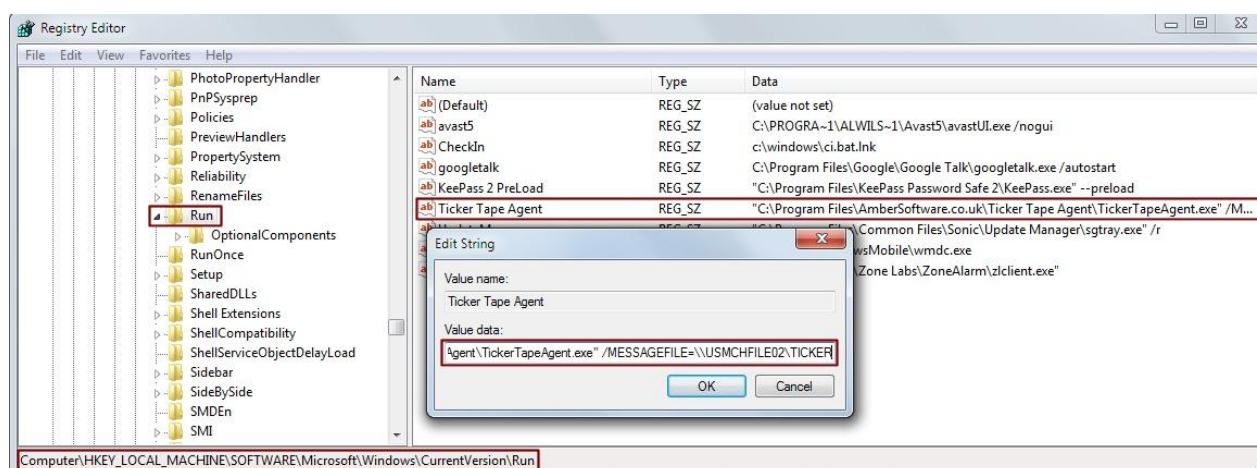 Registry Editor
File Edit View Favorites Help
PhotoPropertyHandler
PnPSysprep
Policies
PreviewHandlers
PropertySystem
Reliability
RenameFiles
Run
OptionalComponents
RunOnce
Setup
SharedDLLs
Shell Extensions
ShellCompatibility
ShellServiceObjectDelayLoad
Sidebar
SideBySide
SMDEn
SMI
Name Type Data
ab (Default) REG_SZ (value not set)
ab avast5 REG_SZ C:\PROGRA~1\ALWILS~1\Avast5\avastUI.exe /nogui
ab CheckIn REG_SZ c:\windows\ci.bat.lnk
ab googletalk REG_SZ C:\Program Files\Google\Google Talk\googletalk.exe /autostart
ab KeePass 2 PreLoad REG_SZ "C:\Program Files\KeePass Password Safe 2\KeePass.exe" --preload
ab Ticker Tape Agent REG_SZ "C:\Program Files\AmberSoftware.co.uk\Ticker Tape Agent\TickerTapeAgent.exe" /M...
\Common Files\Sonic\Update Manager\sgtray.exe" /r
wsMobile\wmdc.exe
\Zone Labs\ZoneAlarm\zlclient.exe"
Edit String
Value name:
Ticker Tape Agent
Value data:
Agent\TickerTapeAgent.exe" /MESSAGEFILE=\\USMCHFILE02\TICKER
OK Cancel
Computer\HKEY_LOCAL_MACHINE\SOFTWARE\Microsoft\Windows\CurrentVersion\Run